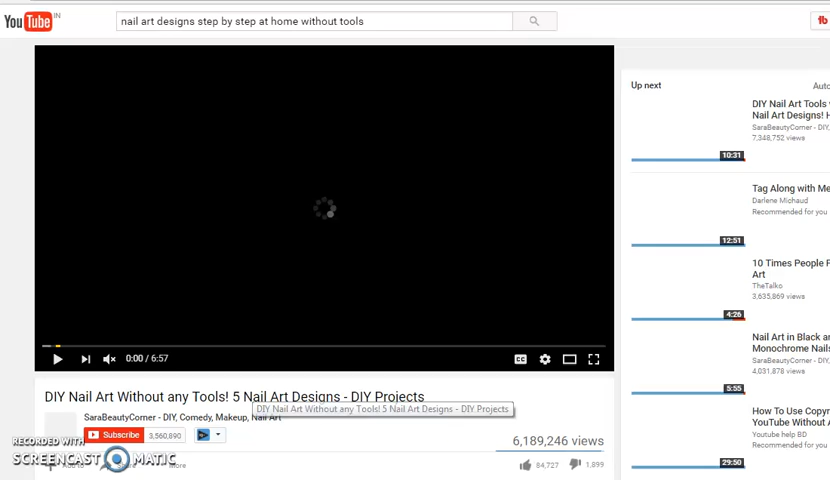 YouTube IN
nail art designs step by step at home without tools
Up next
Auto
DIY Nail Art Tools
Nail Art Designs!
SaraBeautyCorner - DIY,
7,348,752 views
10:31
Tag Along with Me
Darlene Michaud
Recommended for you
12:51
10 Times People
Art
TheTalko
3,635,869 views
4:26
Nail Art in Black
Monochrome Nails
SaraBeautyCorner - DIY,
4,031,878 views
5:55
How To Use Copyr
YouTube Without A
Youtube help BD
Recommended for you
29:50
0:00 / 6:57
CC
DIY Nail Art Without any Tools! 5 Nail Art Designs - DIY Projects
DIY Nail Art Without any Tools! 5 Nail Art Designs - DIY Projects
SaraBeautyCorner - DIY, Comedy, Makeup, Nail Art
Subscribe 3,560,890
6,189,246 views
Add to Share More
84,727 1,899
RECORDED WITH
SCREENCAST MATIC